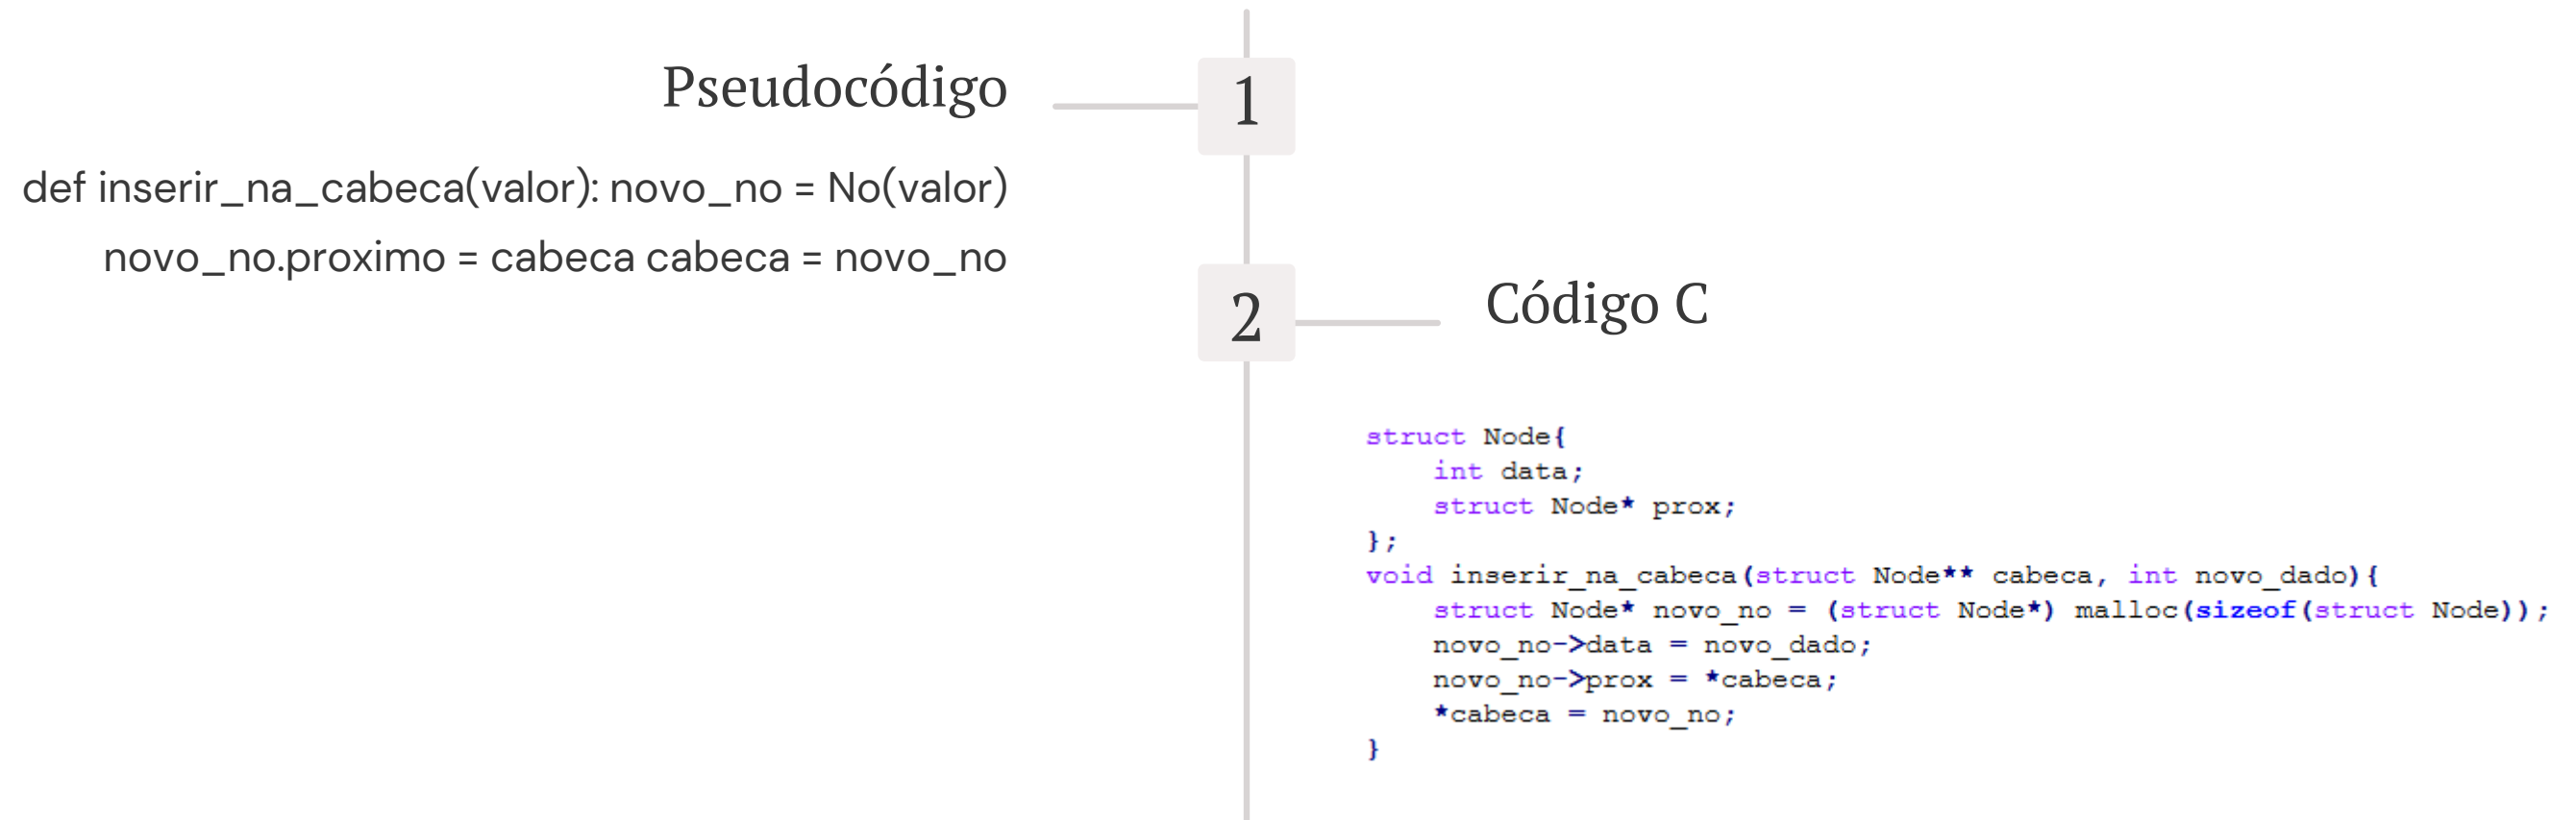 Pseudocódigo
1
def inserir_na_cabeca(valor): novo_no = No(valor)
novo_no.proximo = cabeca cabeca = novo_no
2
Código C
struct Node{
    int data;
    struct Node* prox;
};
void inserir_na_cabeca(struct Node** cabeca, int novo_dado){
    struct Node* novo_no = (struct Node*) malloc(sizeof(struct Node));
    novo_no->data = novo_dado;
    novo_no->prox = *cabeca;
    *cabeca = novo_no;
}